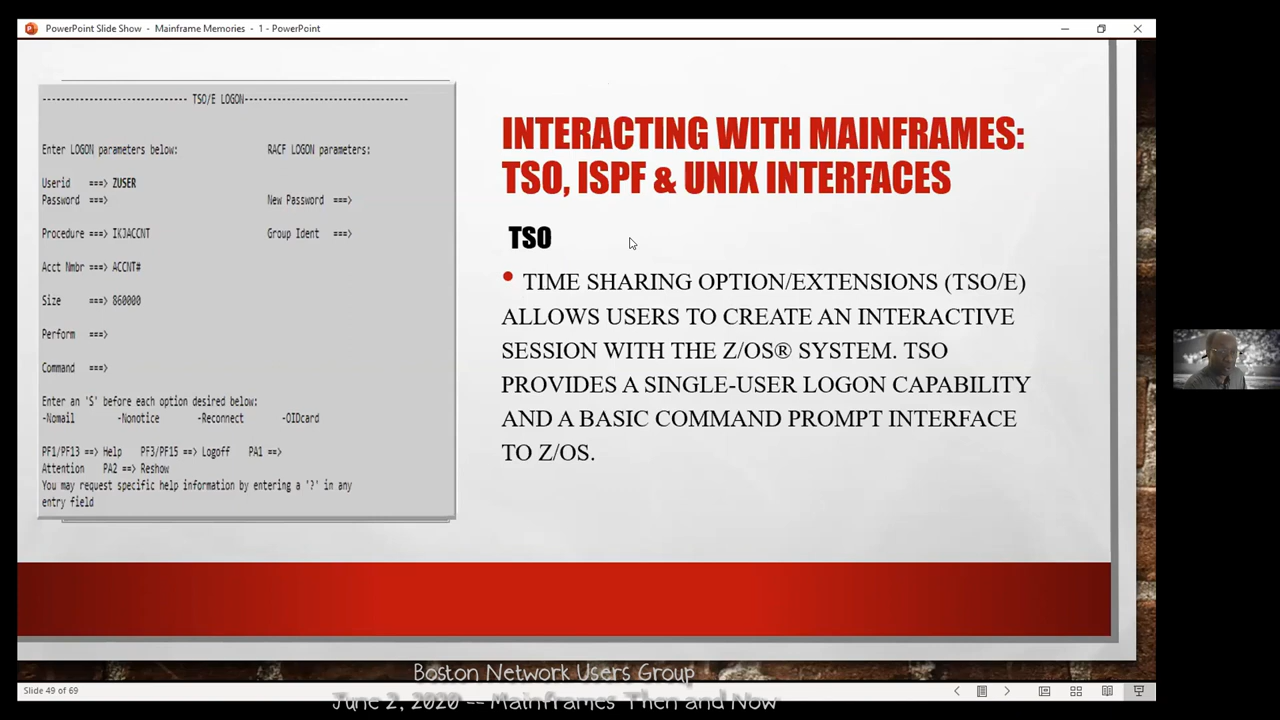 PowerPoint Slide Show - Mainframe Memories - 1 - PowerPoint
------------------------------ TSO/E LOGON----------------------------------
Enter LOGON parameters below: RACF LOGON parameters:
Userid ===> ZUSER
Password ===> New Password ===>
Procedure ===> IKJACCNT Group Ident ===>
Acct Nmbr ===> ACCNT#
Size ===> 860000
Perform ===>
Command ===>
Enter an 'S' before each option desired below:
-Nomail -Nonotice -Reconnect -OIDcard
PF1/PF13 ==> Help PF3/PF15 ==> Logoff PA1 ==>
Attention PA2 ==> Reshow
You may request specific help information by entering a '?' in any
entry field
INTERACTING WITH MAINFRAMES:
TSO, ISPF & UNIX INTERFACES
TSO
• TIME SHARING OPTION/EXTENSIONS (TSO/E)
ALLOWS USERS TO CREATE AN INTERACTIVE
SESSION WITH THE Z/OS® SYSTEM. TSO
PROVIDES A SINGLE-USER LOGON CAPABILITY
AND A BASIC COMMAND PROMPT INTERFACE
TO Z/OS.
Boston Network Users Group
Slide 49 of 69
June 2, 2020 -- Mainframes Then and Now